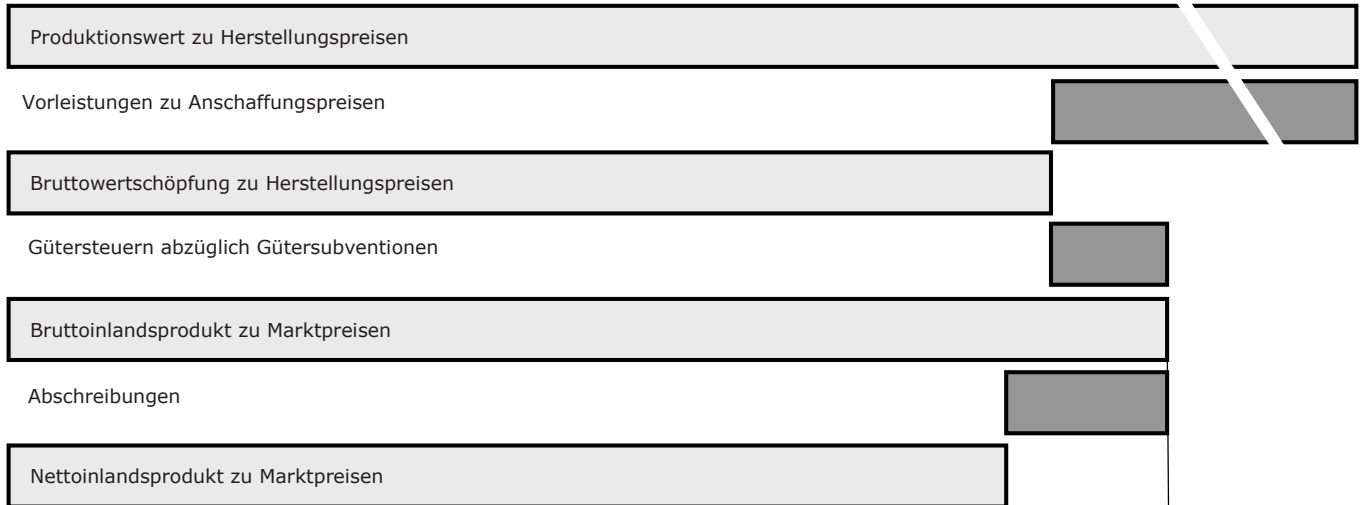 Produktionswert zu Herstellungspreisen
Vorleistungen zu Anschaffungspreisen
Bruttowertschöpfung zu Herstellungspreisen
Gütersteuern abzüglich Gütersubventionen
Bruttoinlandsprodukt zu Marktpreisen
Abschreibungen
Nettoinlandsprodukt zu Marktpreisen